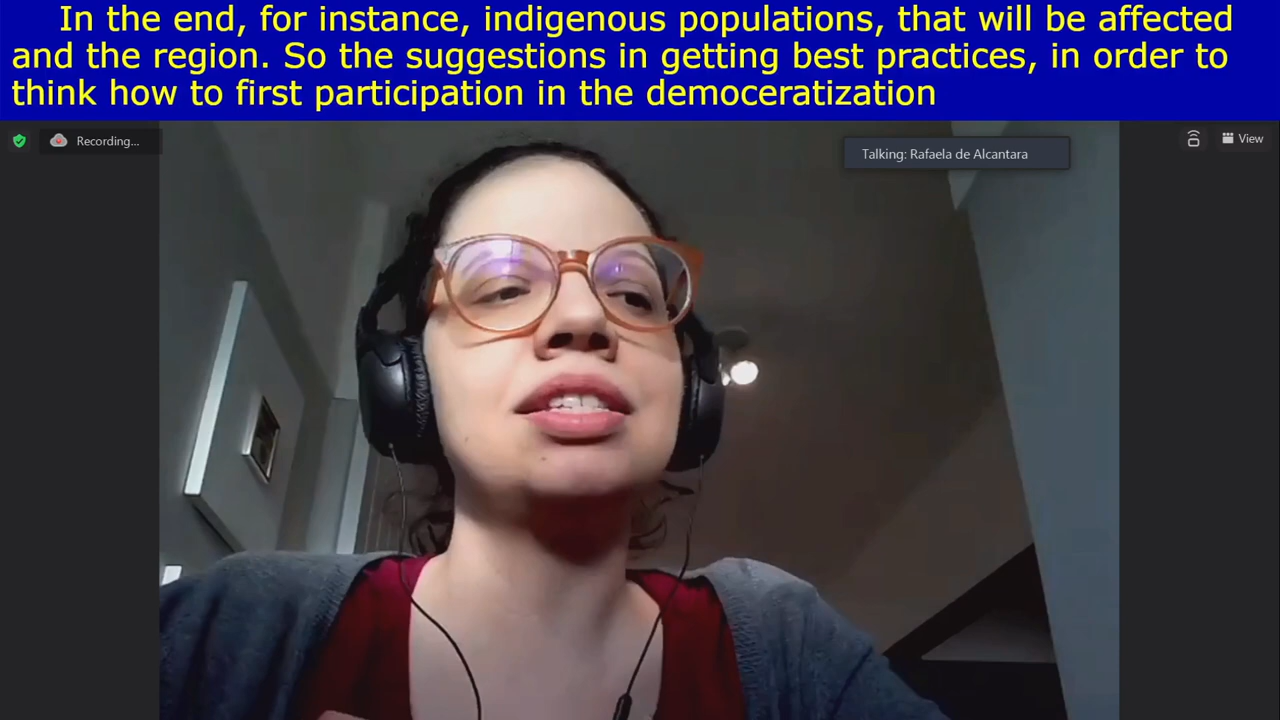 In the end, for instance, indigenous populations, that will be affected
and the region. So the suggestions in getting best practices, in order to
think how to first participation in the democeratization
Recording...
Talking: Rafaela de Alcantara
View